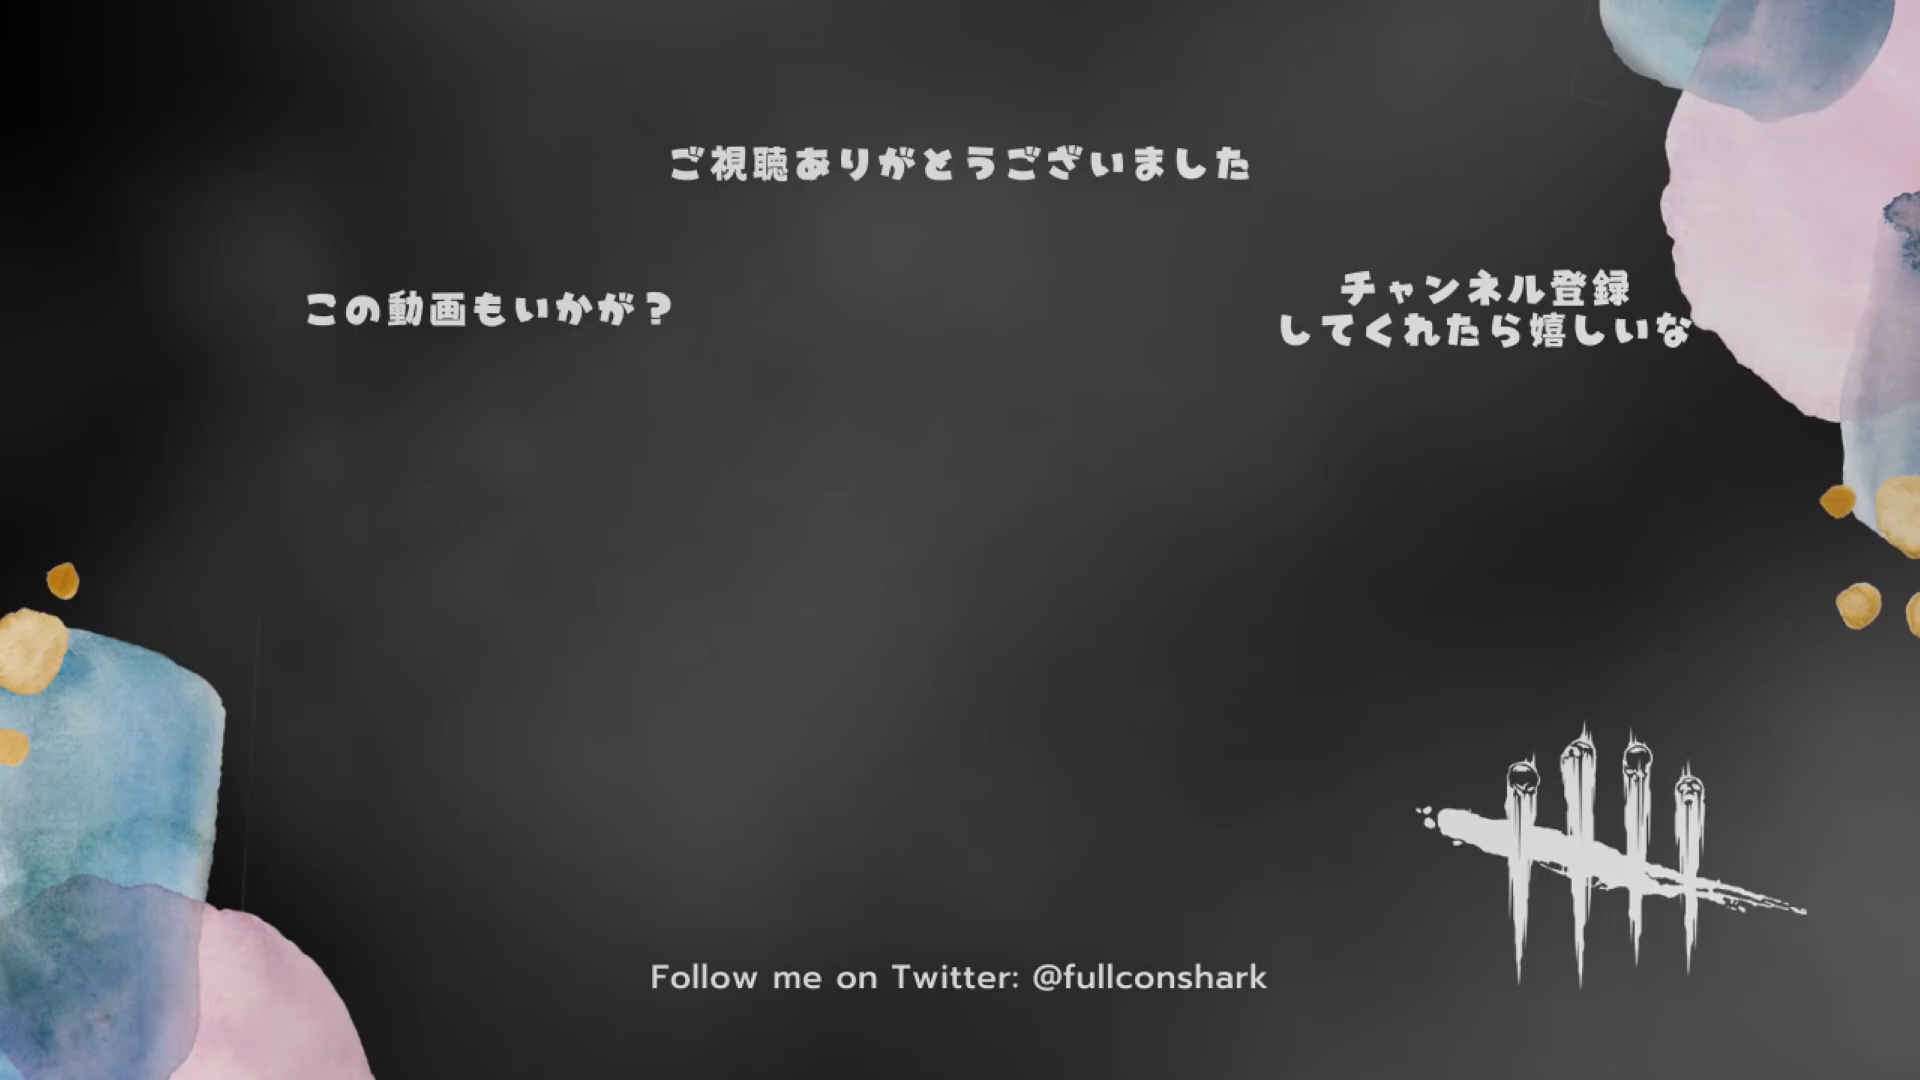 ご視聴ありがとうございました
この動画もいかが？
チャンネル登録
してくれたら嬉しいな
Follow me on Twitter: @fullconshark